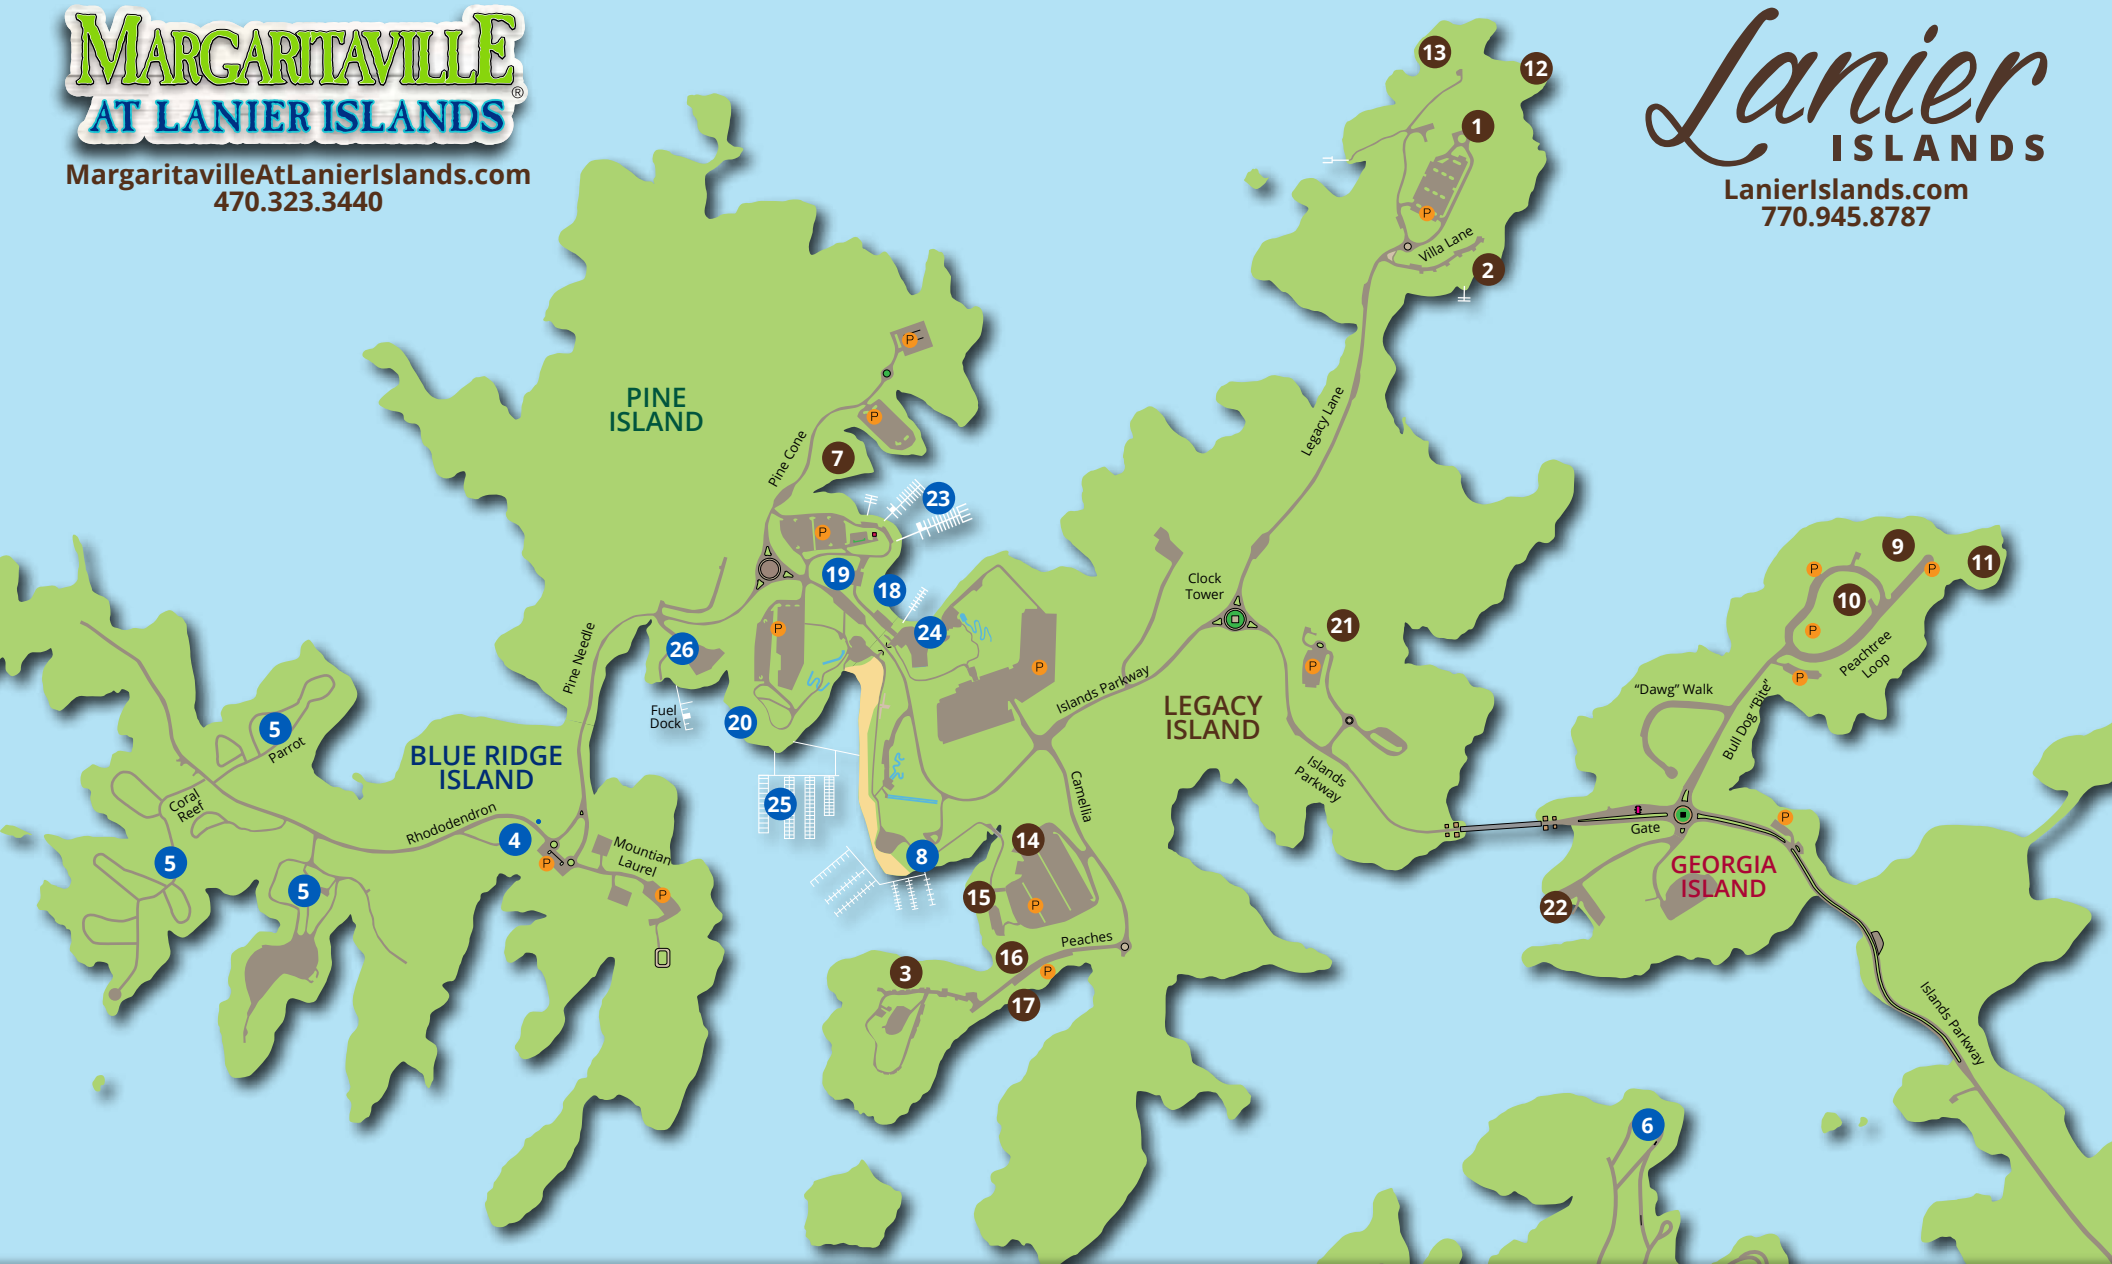 MARGARITAVILLE®
AT LANIER ISLANDS
MargaritavilleAtLanierIslands.com
470.323.3440
Lanier
ISLANDS
LanierIslands.com
770.945.8787
13
12
1
P
Villa Lane
2
P
PINE
ISLAND
P
Legacy Lane
Pine Cone
7
23
P
19
18
Clock
Tower
9
11
P
P
10
P
24
P
26
Pine Needle
21
P
P
Peachtree
Loop
P
"Dawg" Walk
Islands Parkway
Fuel
Dock
20
LEGACY
ISLAND
Bull Dog "Bite"
5
Parrot
BLUE RIDGE
ISLAND
Islands
Parkway
Camellia
25
Coral
Reef
Rhododendron
4
P
Mountian
Laurel
P
8
14
Gate
P
GEORGIA
ISLAND
5
5
15
P
22
Peaches
16
P
3
17
Islands Parkway
6